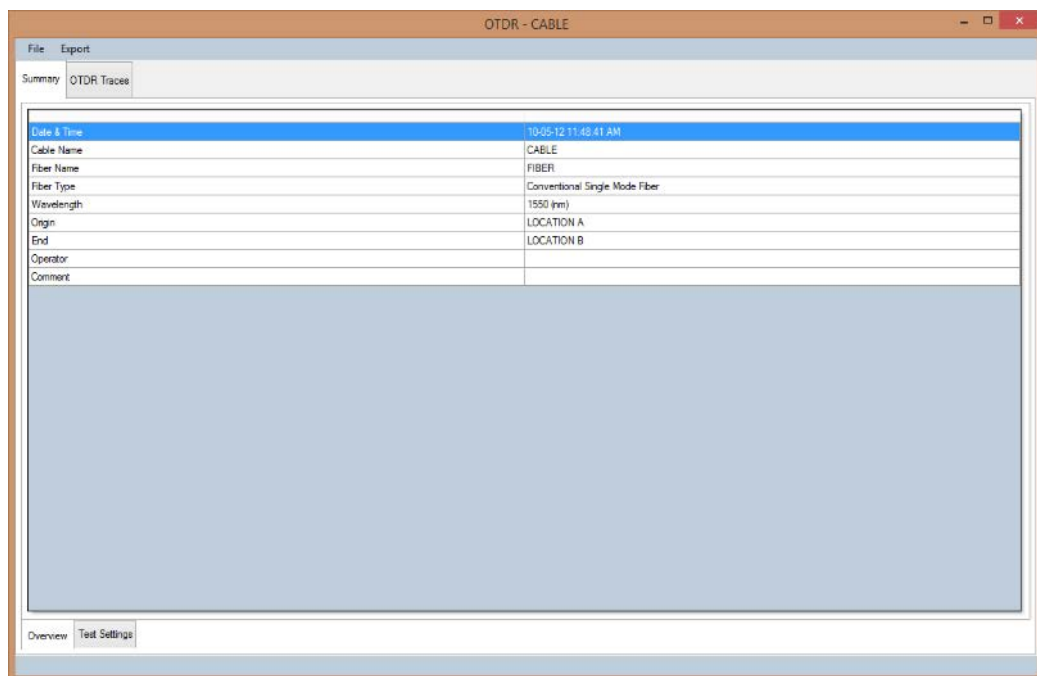 OTDR - CABLE
File Export
Summary OTDR Traces
Date & Time 10-05-12 11:48:41 AM
Cable Name CABLE
Fiber Name FIBER
Fiber Type Conventional Single Mode Fiber
Wavelength 1550 (nm)
Origin LOCATION A
End LOCATION B
Operator
Comment
Overview Test Settings